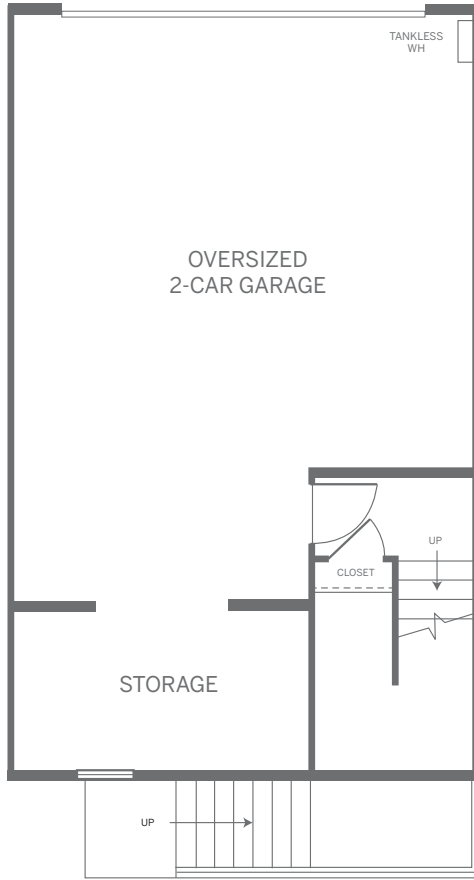 TANKLESS
WH
OVERSIZED
2-CAR GARAGE
UP
CLOSET
STORAGE
UP